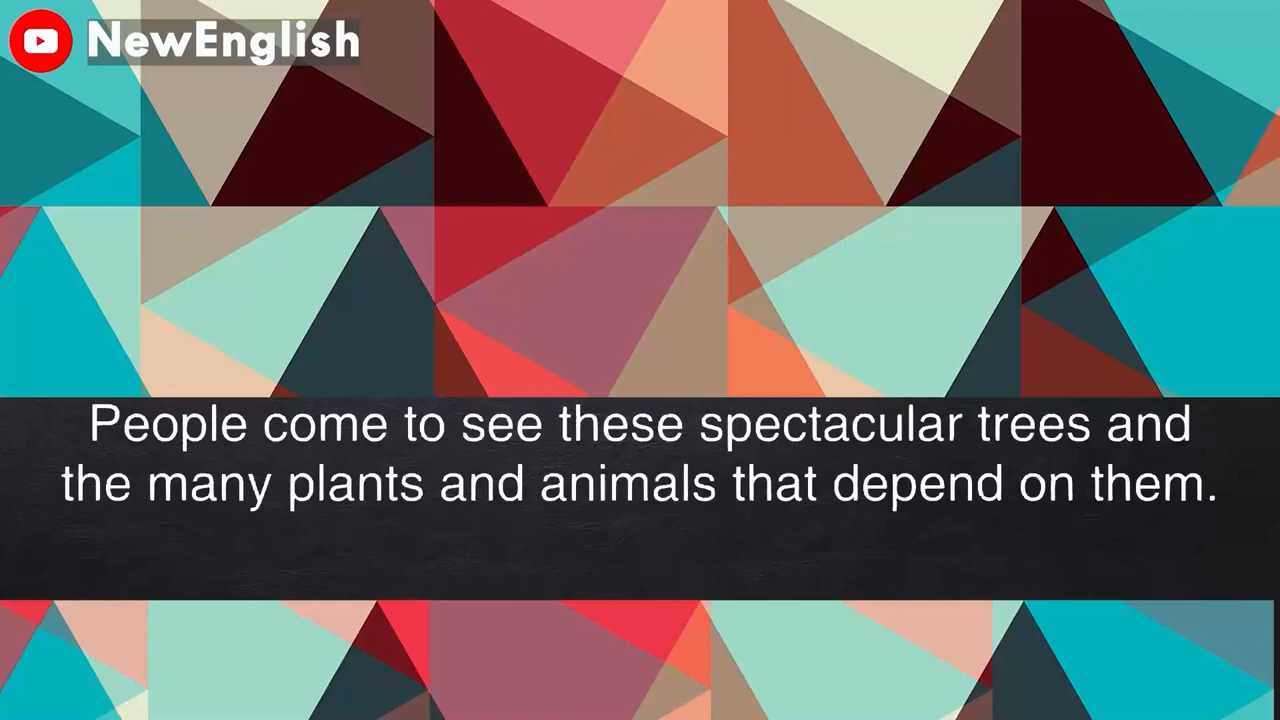 NewEnglish
People come to see these spectacular trees and
the many plants and animals that depend on them.